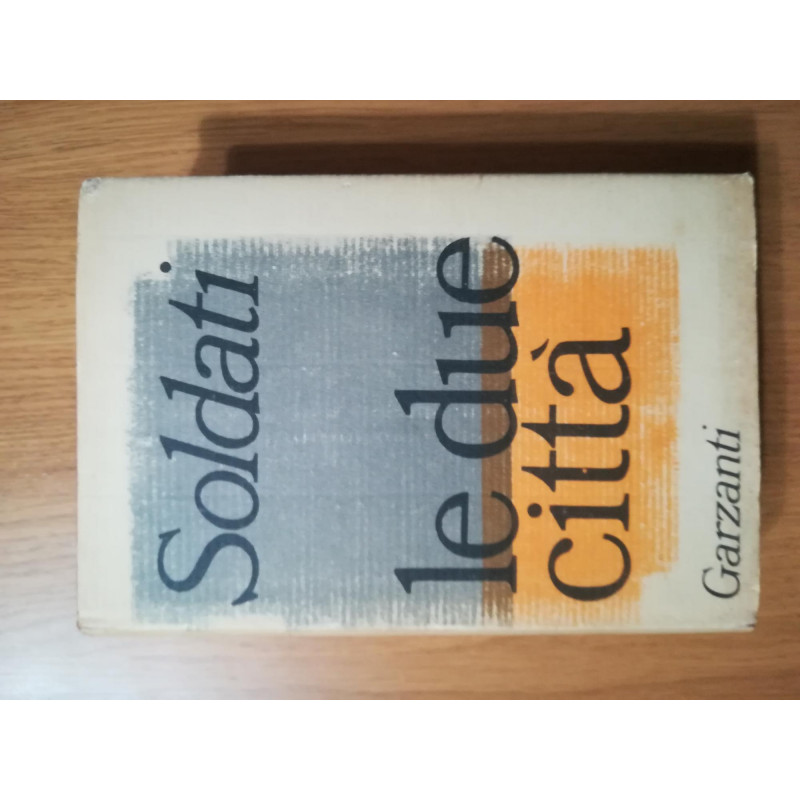 Soldati
le due
città
Garzanti